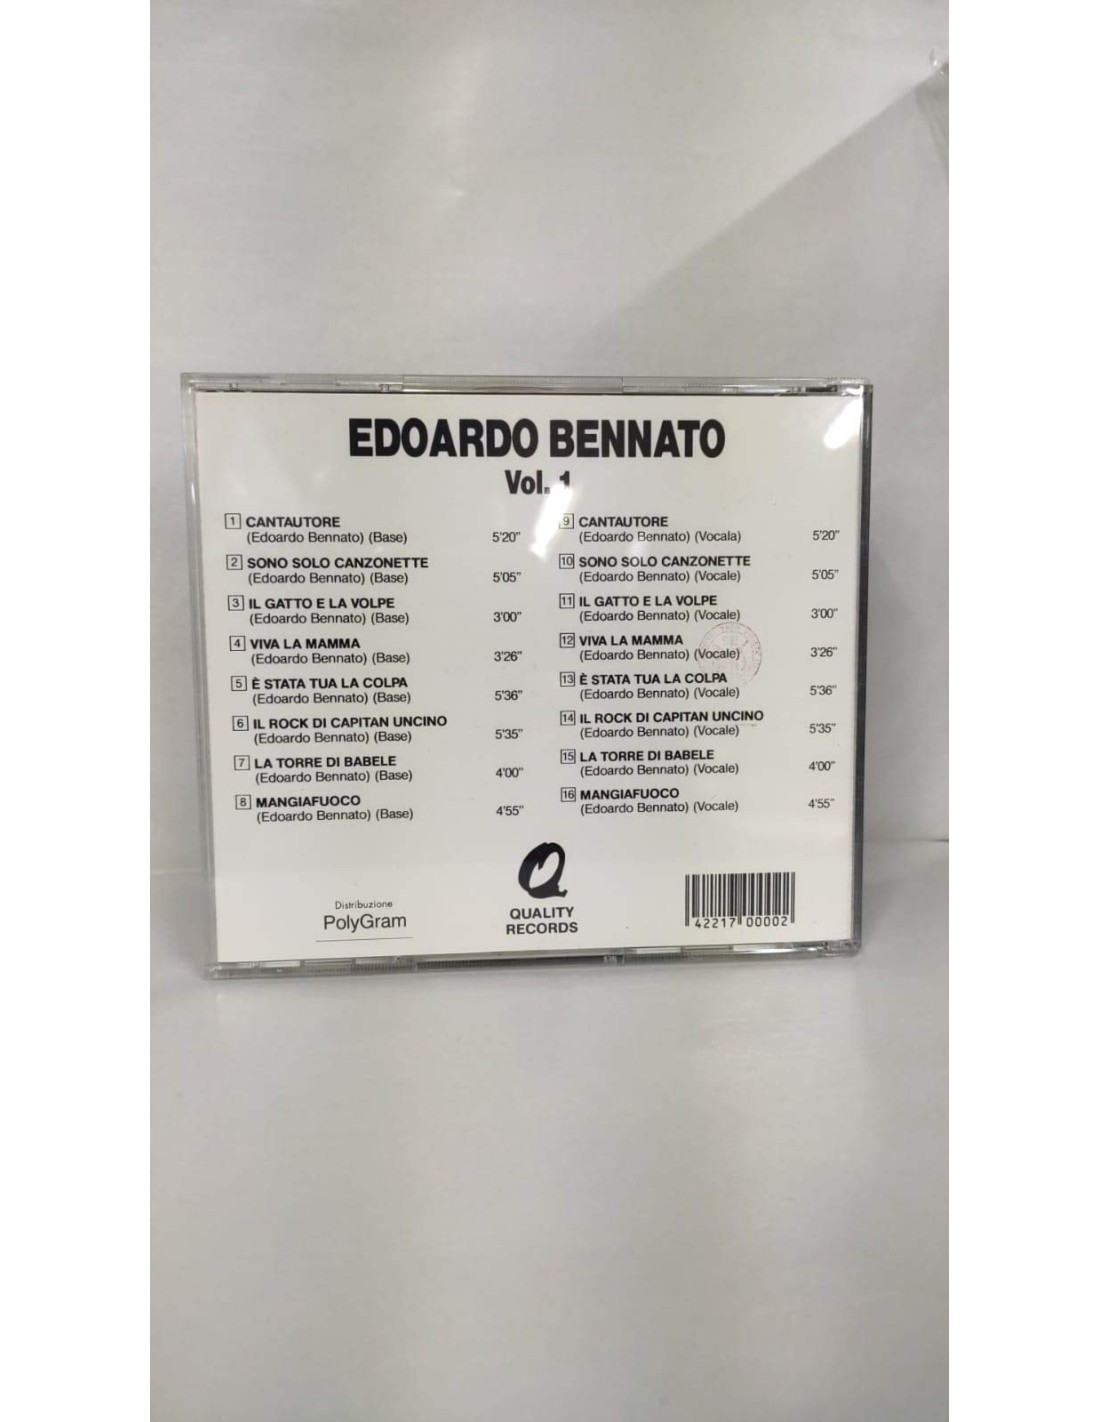 EDOARDO BENNATO
Vol. 1
1 CANTAUTORE
(Edoardo Bennato) (Base) 5'20"
2 SONO SOLO CANZONETTE
(Edoardo Bennato) (Base) 5'05"
3 IL GATTO E LA VOLPE
(Edoardo Bennato) (Base) 3'00"
4 VIVA LA MAMMA
(Edoardo Bennato) (Base) 3'26"
5 È STATA TUA LA COLPA
(Edoardo Bennato) (Base) 5'36"
6 IL ROCK DI CAPITAN UNCINO
(Edoardo Bennato) (Base) 5'35"
7 LA TORRE DI BABELE
(Edoardo Bennato) (Base) 4'00"
8 MANGIAFUOCO
(Edoardo Bennato) (Base) 4'55"
9 CANTAUTORE
(Edoardo Bennato) (Vocala) 5'20"
10 SONO SOLO CANZONETTE
(Edoardo Bennato) (Vocale) 5'05"
11 IL GATTO E LA VOLPE
(Edoardo Bennato) (Vocale) 3'00"
12 VIVA LA MAMMA
(Edoardo Bennato) (Vocale) 3'26"
13 È STATA TUA LA COLPA
(Edoardo Bennato) (Vocale) 5'36"
14 IL ROCK DI CAPITAN UNCINO
(Edoardo Bennato) (Vocale) 5'35"
15 LA TORRE DI BABELE
(Edoardo Bennato) (Vocale) 4'00"
16 MANGIAFUOCO
(Edoardo Bennato) (Vocale) 4'55"
Distribuzione
PolyGram
QUALITY
RECORDS
42217 00002